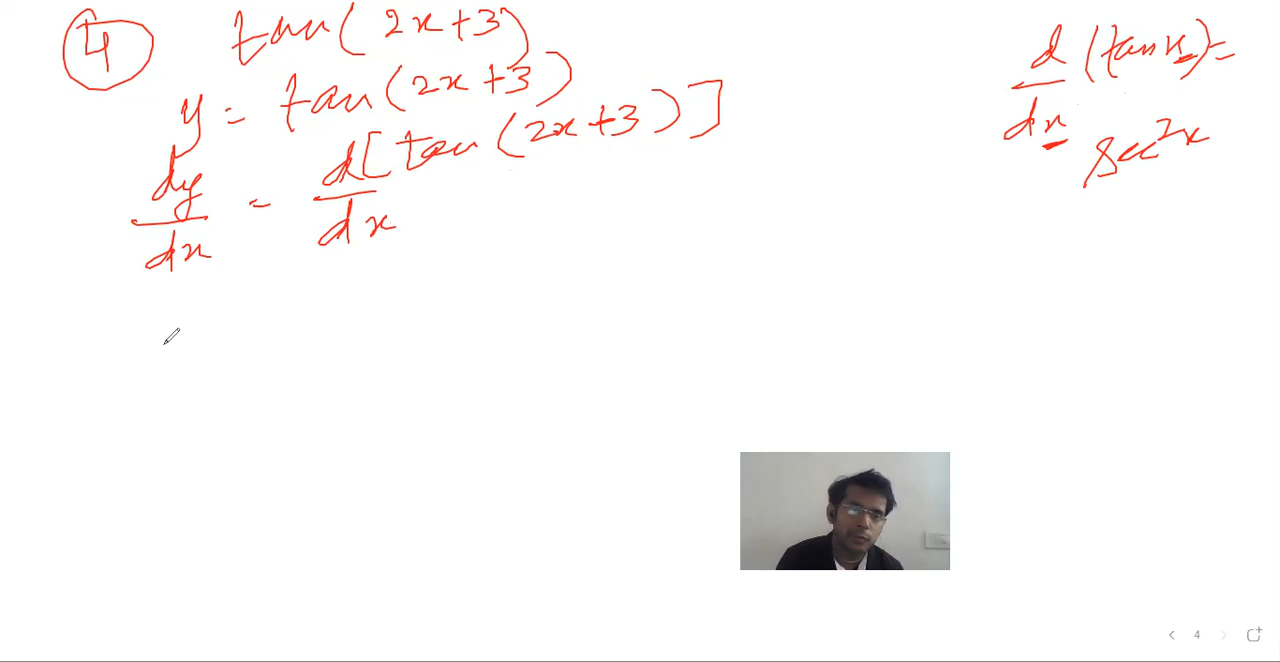 ④ tan(2x+3)
y = tan(2x+3)
dy/dx = d/dx [tan(2x+3)]
d/dx (tan x) =
sec²x
4